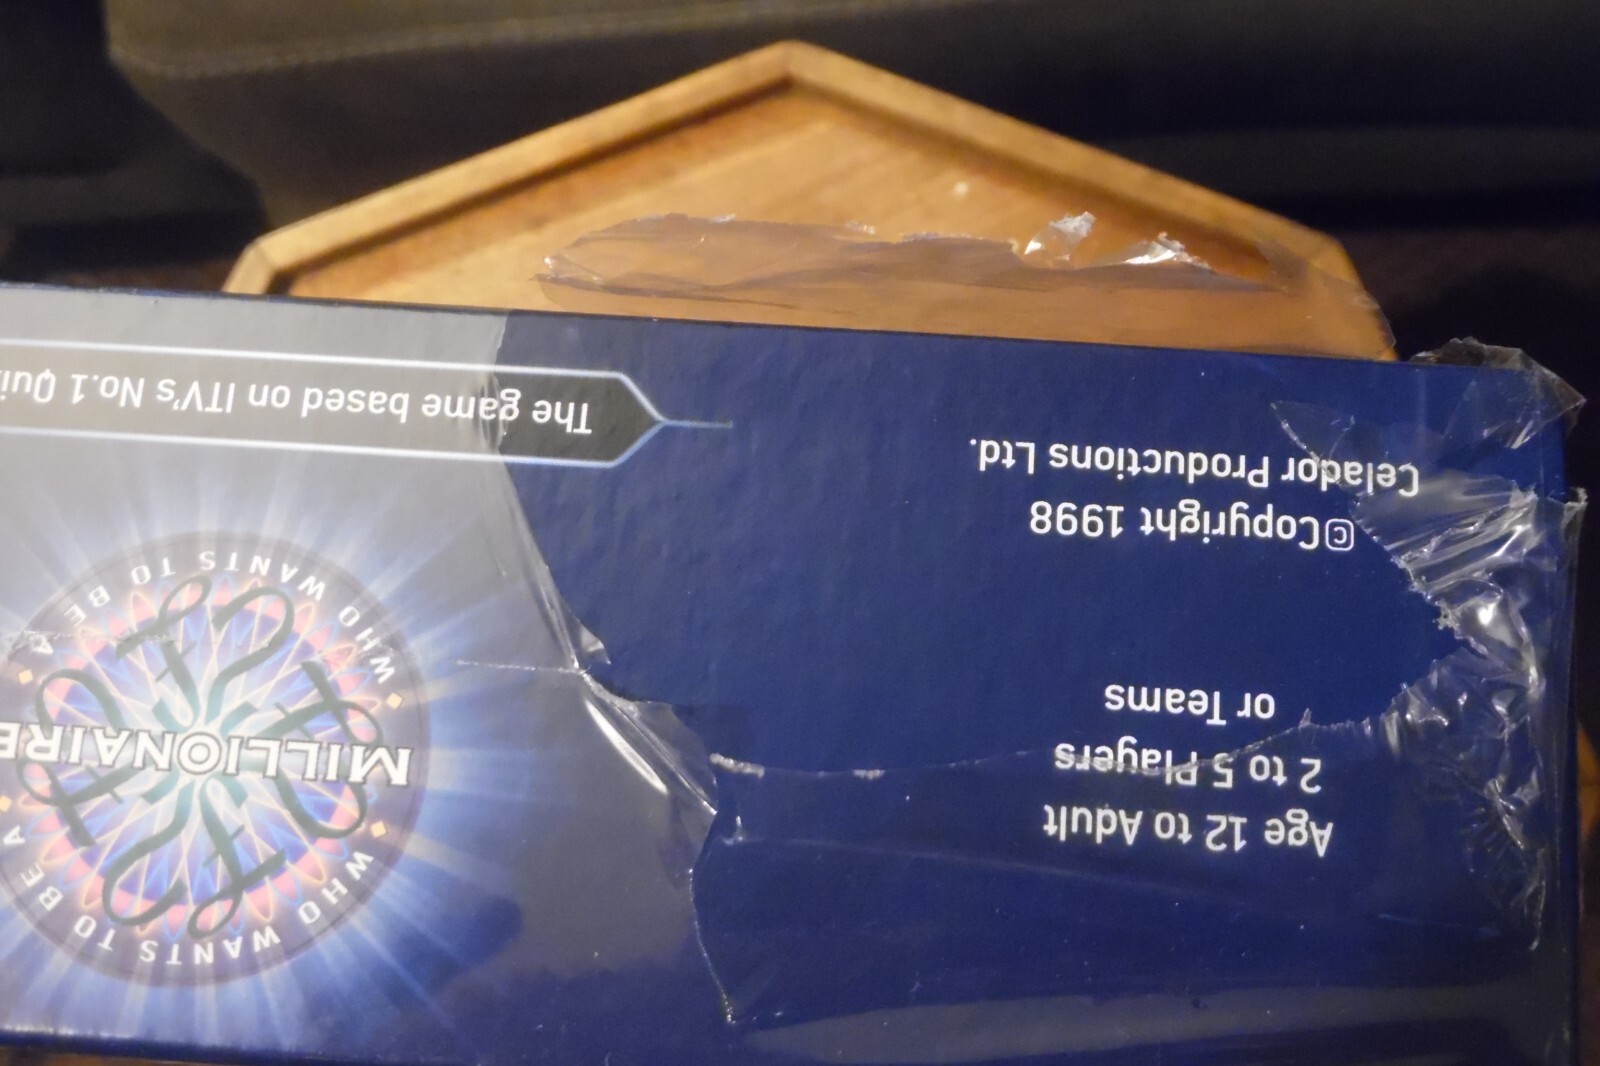 Age 12 to Adult
2 to 5 Players
or Teams
©Copyright 1998
Celador Productions Ltd.
WHO WANTS TO BE A
MILLIONAIRE
WHO WANTS TO BE A
The game based on ITV's No.1